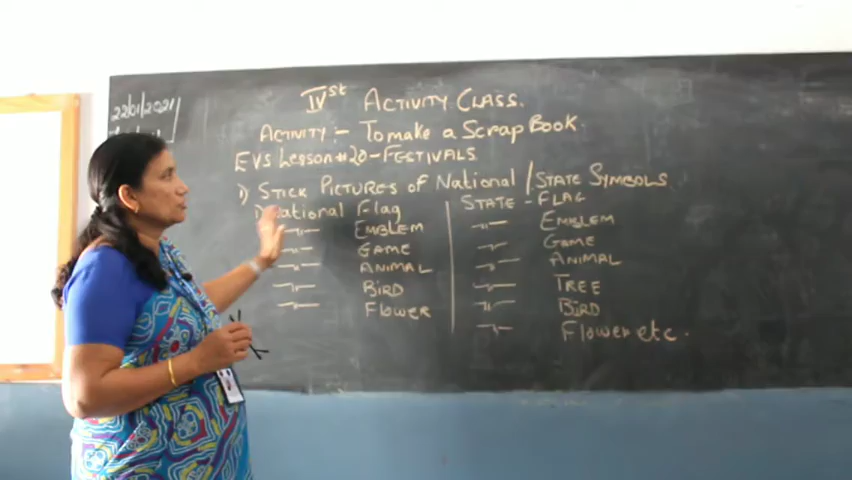 22/01/2021
IVst ACTIVITY CLASS.
ACTIVITY :- To make a Scrap Book.
EVS Lesson #20 - FESTIVALS
1) STICK PICTURES OF National / STATE SYMBOLS
1) National Flag
-"- EMBLEM
-"- GAME
-"- ANIMAL
-"- BIRD
-"- Flower
STATE - FLAG
-"- EMBLEM
-"- GAME
-"- ANIMAL
-"- TREE
-"- BIRD
-"- Flower etc.